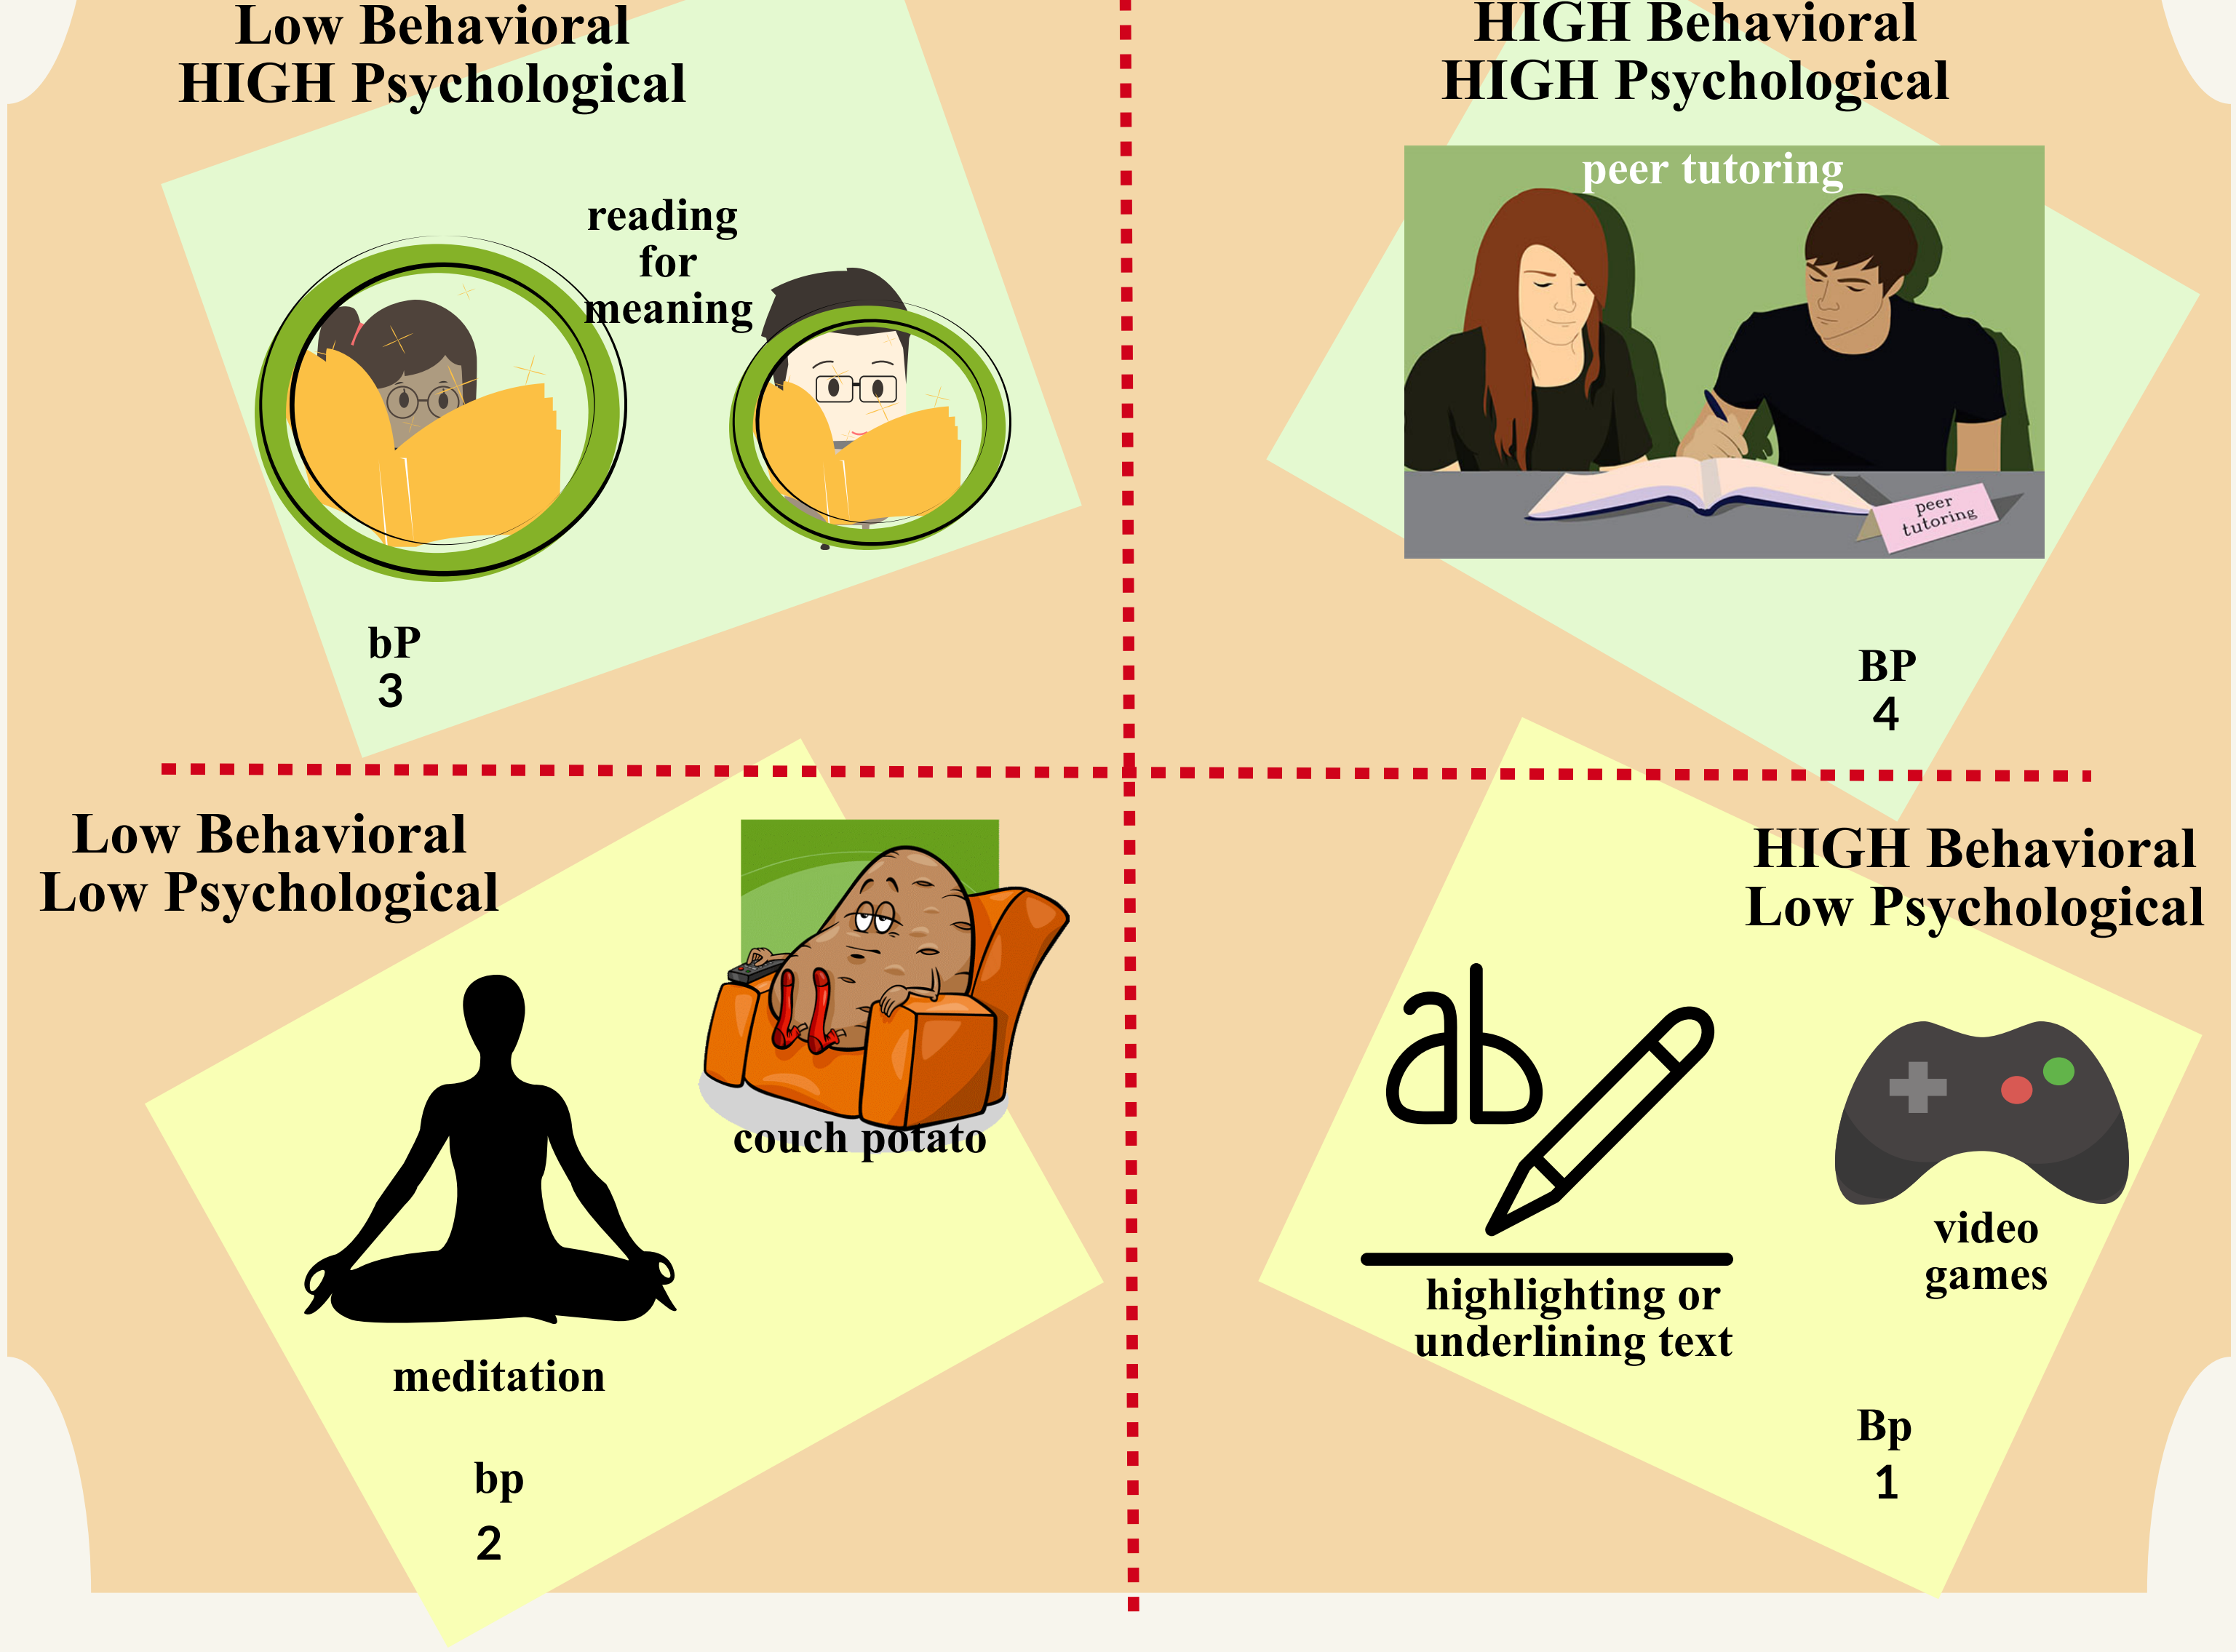 Low Behavioral
HIGH Psychological
reading
for
meaning
bP
3
HIGH Behavioral
HIGH Psychological
peer tutoring
peer
tutoring
BP
4
Low Behavioral
Low Psychological
couch potato
meditation
bp
2
HIGH Behavioral
Low Psychological
ab
highlighting or
underlining text
video
games
Bp
1